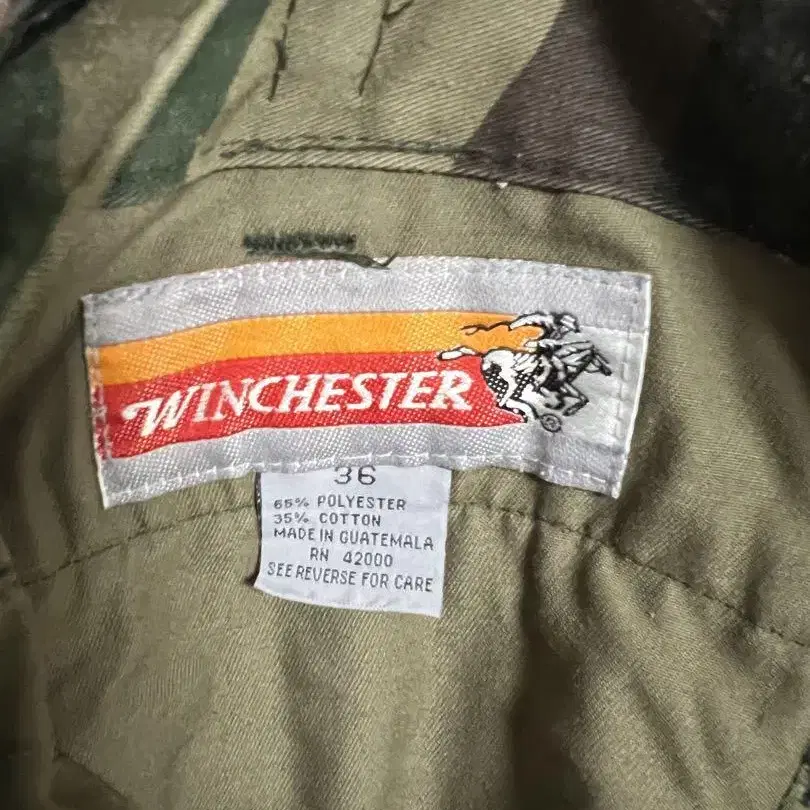 WINCHESTER
®
36
65% POLYESTER
35% COTTON
MADE IN GUATEMALA
RN 42000
SEE REVERSE FOR CARE